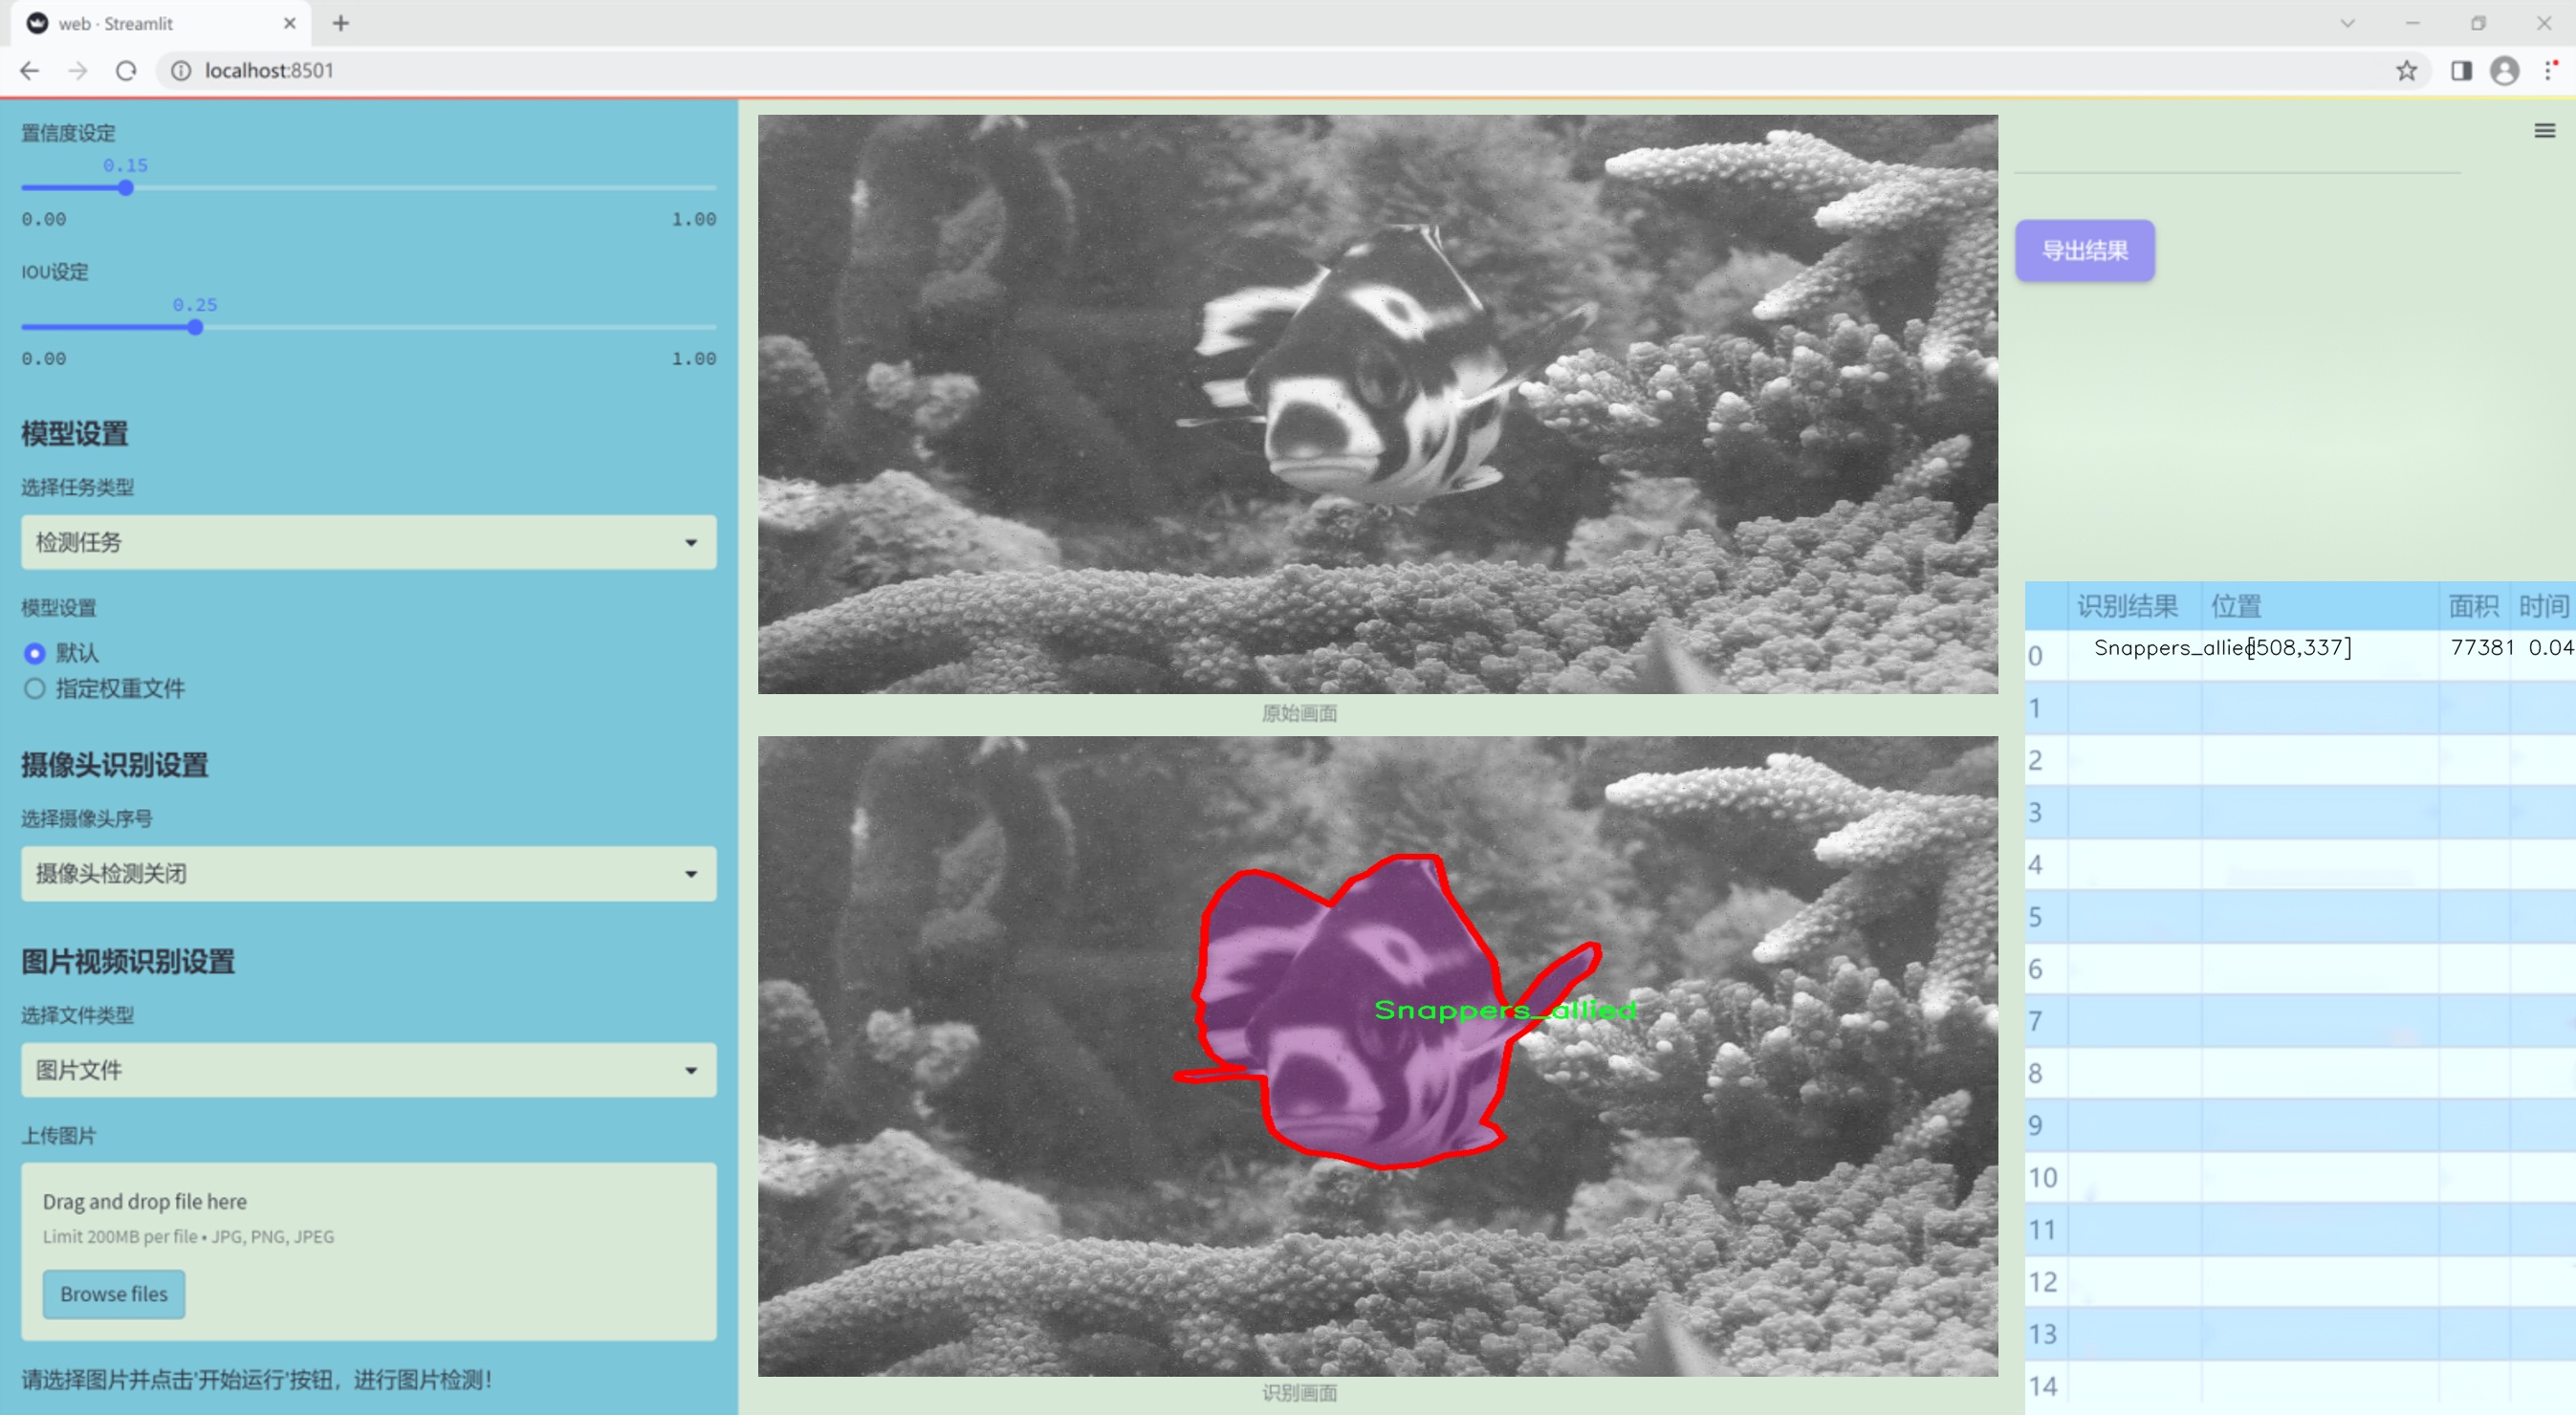 web · Streamlit
localhost:8501
置信度设定
0.15
0.00 1.00
IOU设定
0.25
0.00 1.00
模型设置
选择任务类型
检测任务
模型设置
默认
指定权重文件
摄像头识别设置
选择摄像头序号
摄像头检测关闭
图片视频识别设置
选择文件类型
图片文件
上传图片
Drag and drop file here
Limit 200MB per file • JPG, PNG, JPEG
Browse files
请选择图片并点击'开始运行'按钮，进行图片检测！
原始画面
Snappers_allied
识别画面
导出结果
识别结果 位置 面积 时间
0 Snappers_allied [508,337] 77381 0.04
1
2
3
4
5
6
7
8
9
10
11
12
13
14